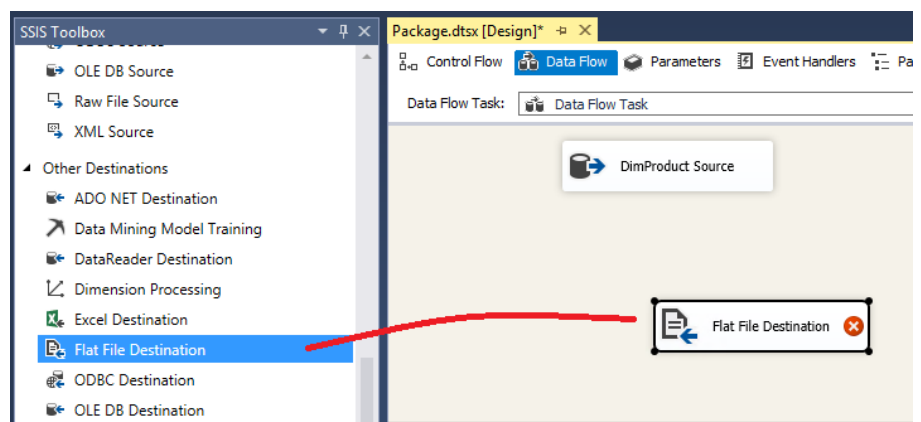 SSIS Toolbox
OLE DB Source
Raw File Source
XML Source
Other Destinations
ADO NET Destination
Data Mining Model Training
DataReader Destination
Dimension Processing
Excel Destination
Flat File Destination
ODBC Destination
OLE DB Destination
Package.dtsx [Design]*
Control Flow Data Flow Parameters Event Handlers Pa
Data Flow Task: Data Flow Task
DimProduct Source
Flat File Destination